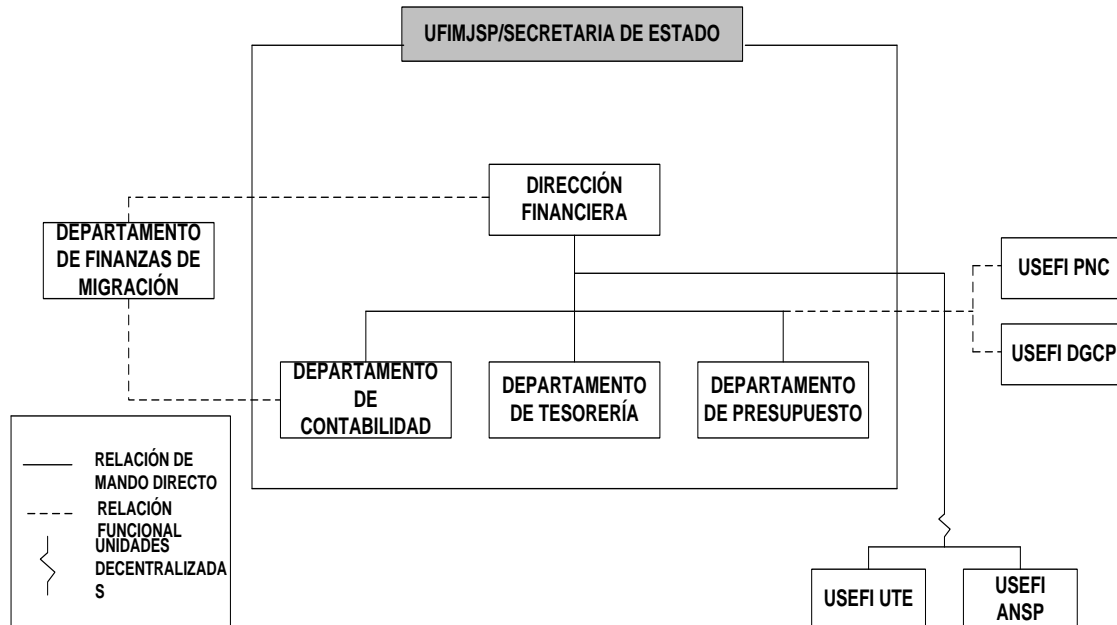 UFIMJSP/SECRETARIA DE ESTADO
DIRECCIÓN
FINANCIERA
DEPARTAMENTO
DE FINANZAS DE
MIGRACIÓN
USEFI PNC
USEFI DGCP
DEPARTAMENTO
DE
CONTABILIDAD
DEPARTAMENTO
DE TESORERÍA
DEPARTAMENTO
DE PRESUPUESTO
RELACIÓN DE
MANDO DIRECTO
RELACIÓN
FUNCIONAL
UNIDADES
DECENTRALIZADA
S
USEFI UTE
USEFI
ANSP